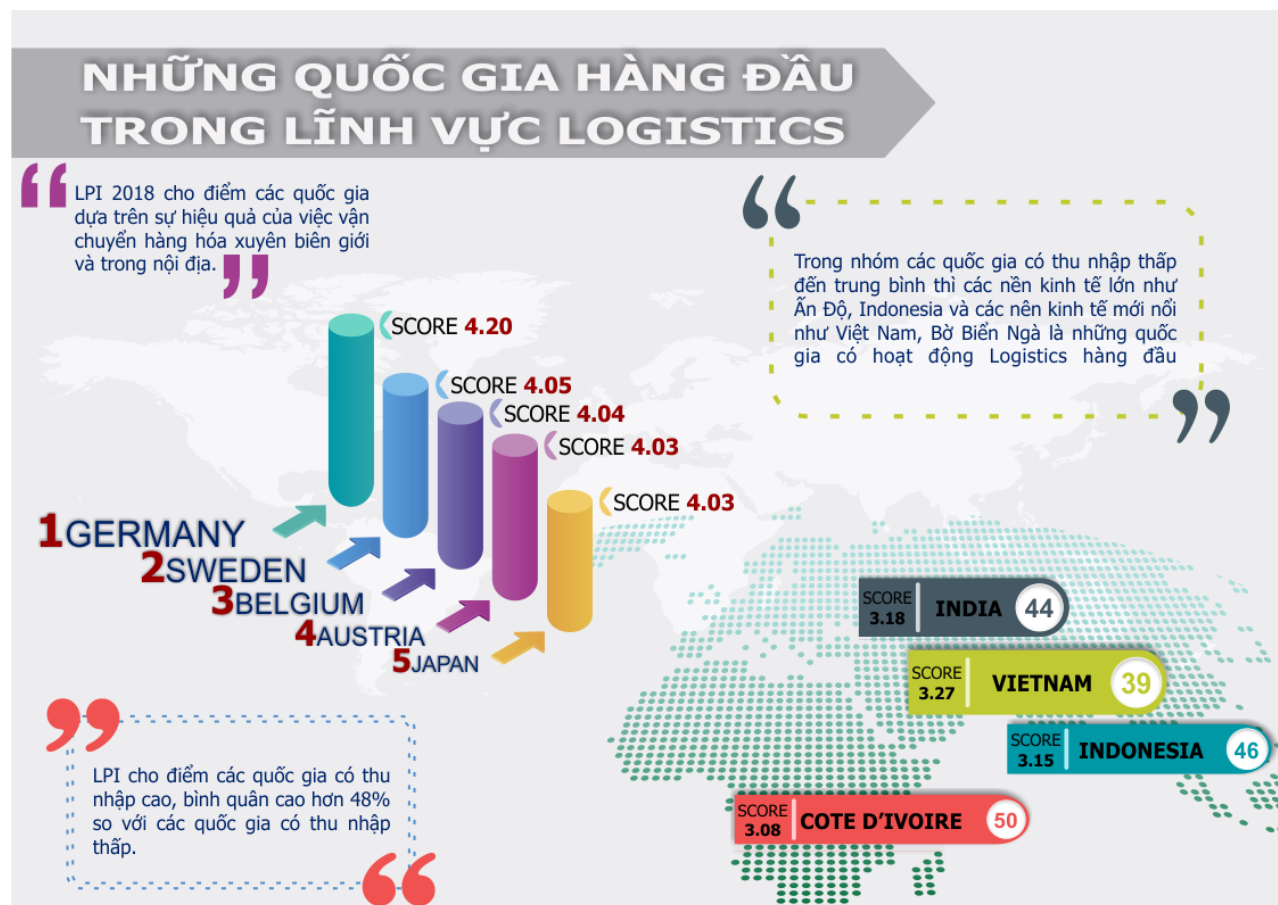 NHỮNG QUỐC GIA HÀNG ĐẦU
TRONG LĨNH VỰC LOGISTICS
LPI 2018 cho điểm các quốc gia
dựa trên sự hiệu quả của việc vận
chuyển hàng hóa xuyên biên giới
và trong nội địa.
Trong nhóm các quốc gia có thu nhập thấp
đến trung bình thì các nền kinh tế lớn như
Ấn Độ, Indonesia và các nên kinh tế mới nổi
như Việt Nam, Bờ Biển Ngà là những quốc
gia có hoạt động Logistics hàng đầu
SCORE 4.20
SCORE 4.05
SCORE 4.04
SCORE 4.03
SCORE 4.03
1GERMANY
2SWEDEN
3BELGIUM
4AUSTRIA
5JAPAN
SCORE
3.18
INDIA 44
SCORE
3.27
VIETNAM 39
SCORE
3.15
INDONESIA 46
SCORE
3.08
COTE D'IVOIRE 50
LPI cho điểm các quốc gia có thu
nhập cao, bình quân cao hơn 48%
so với các quốc gia có thu nhập
thấp.